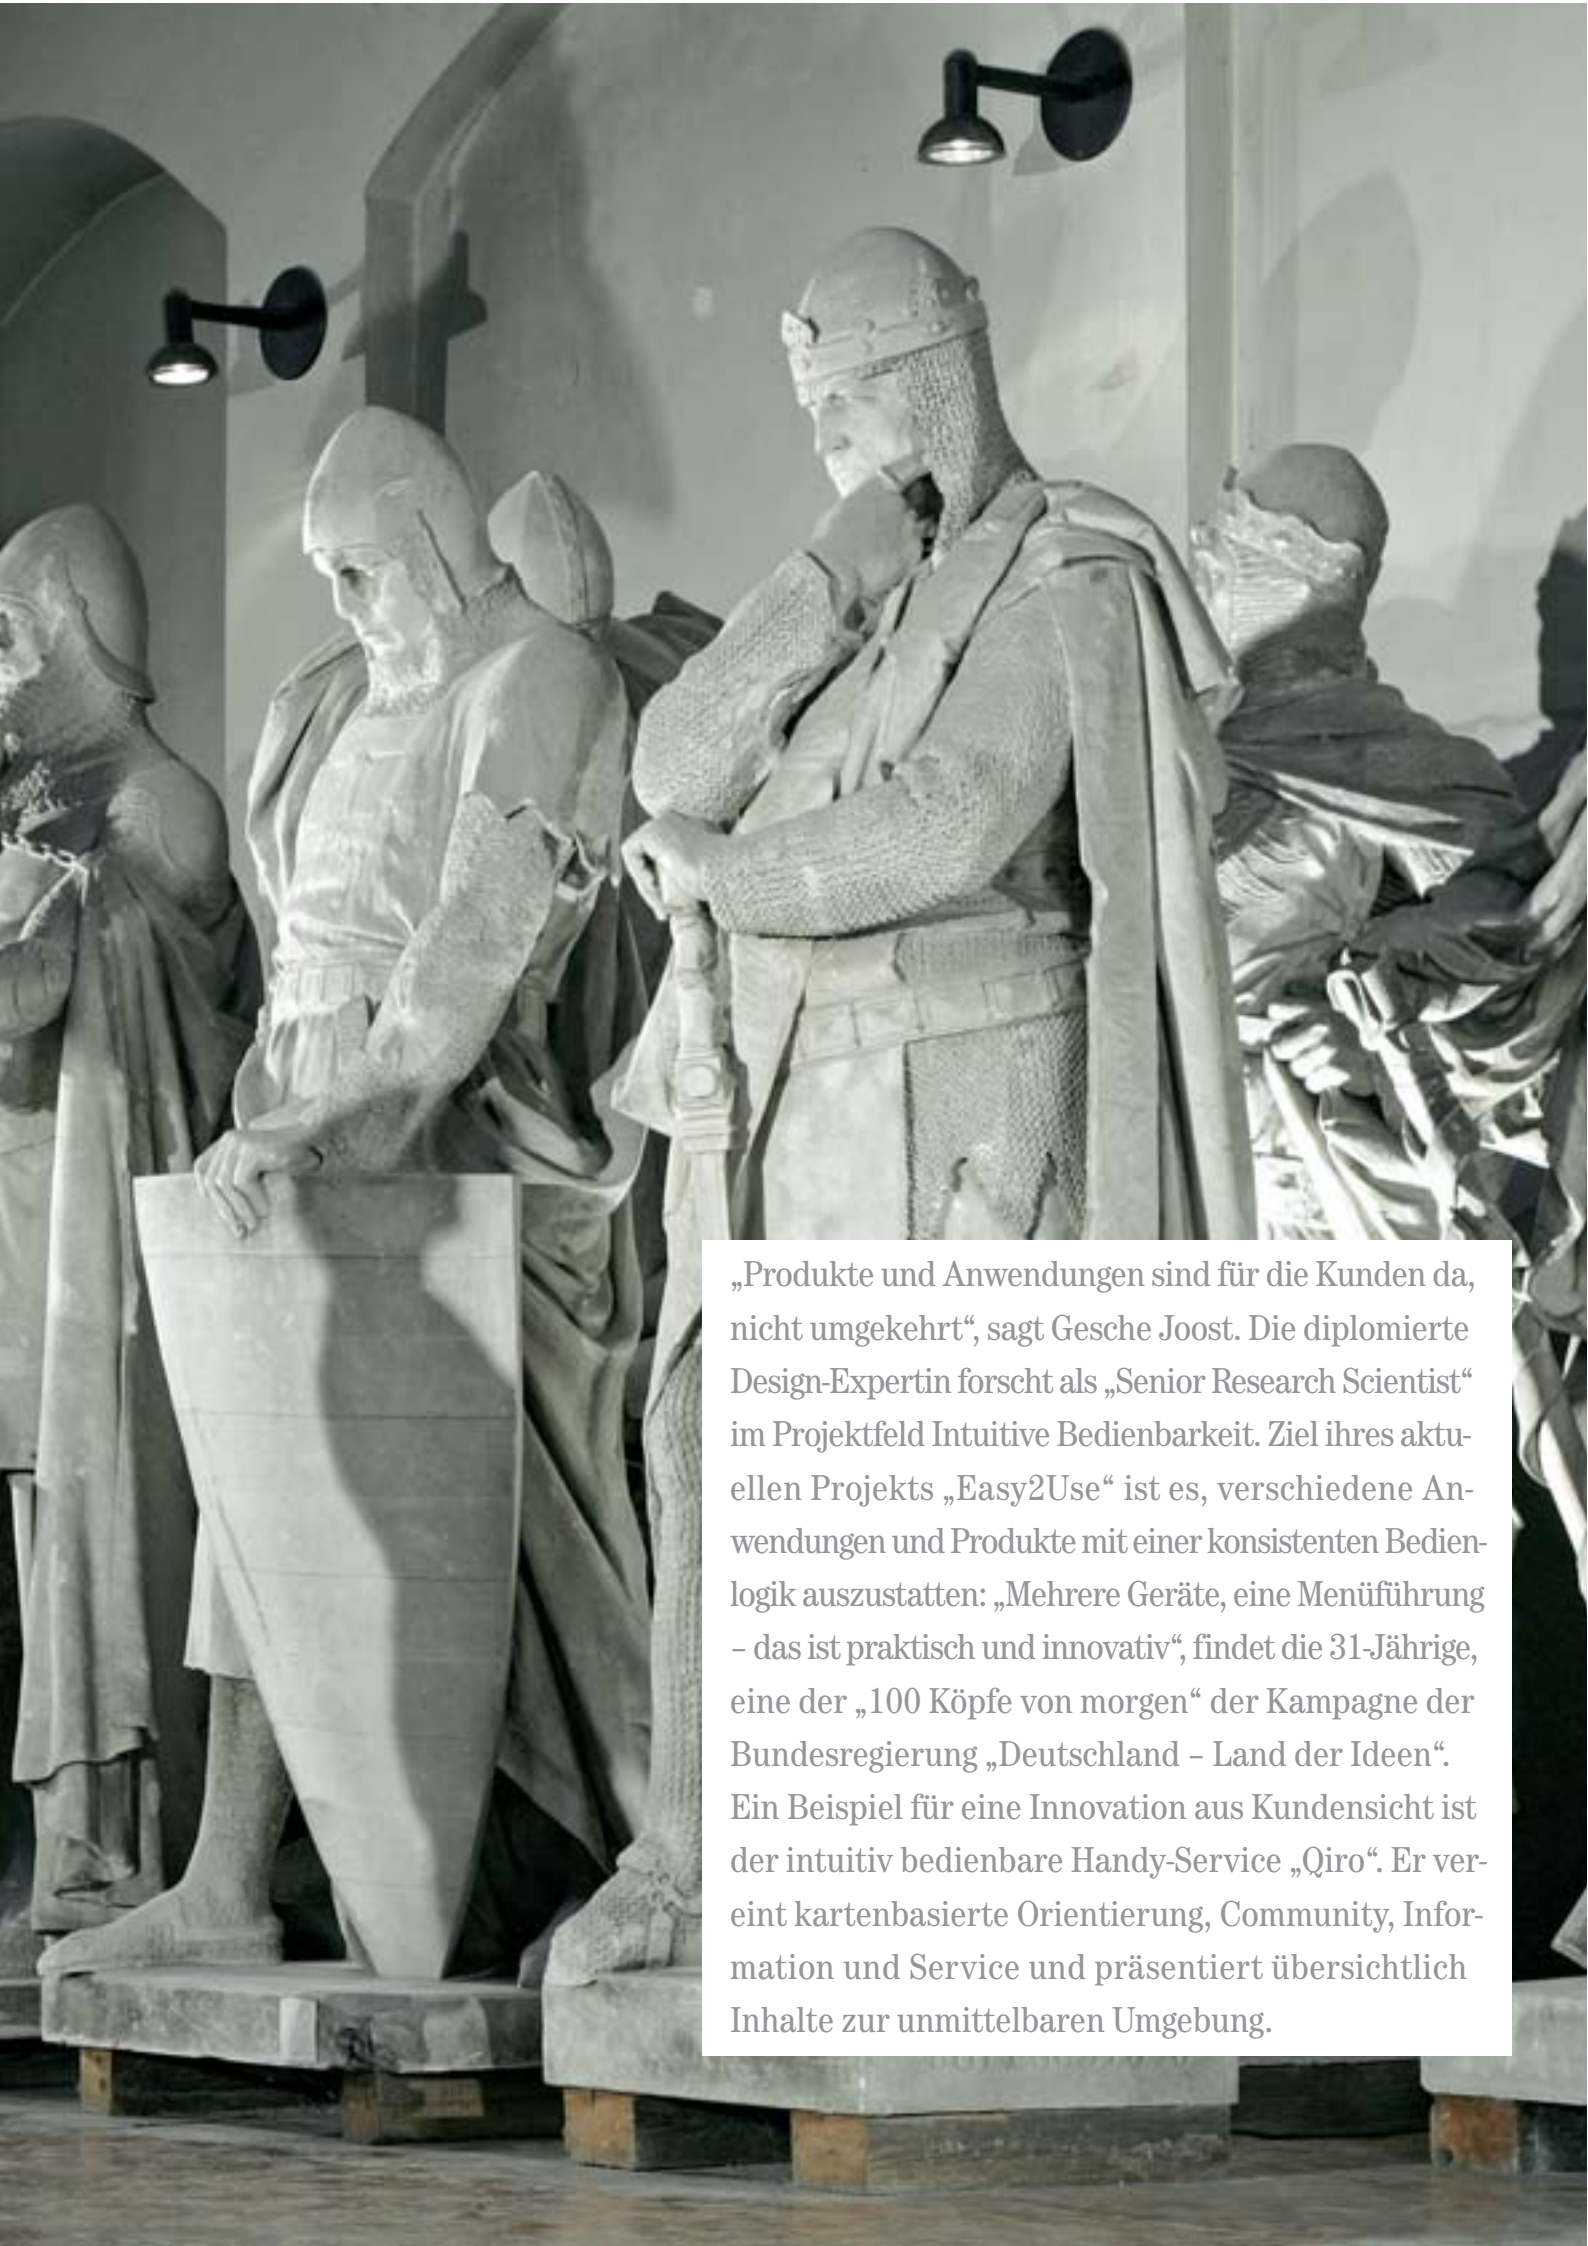 „Produkte und Anwendungen sind für die Kunden da,
nicht umgekehrt“, sagt Gesche Joost. Die diplomierte
Design-Expertin forscht als „Senior Research Scientist“
im Projektfeld Intuitive Bedienbarkeit. Ziel ihres aktu-
ellen Projekts „Easy2Use“ ist es, verschiedene An-
wendungen und Produkte mit einer konsistenten Bedien-
logik auszustatten: „Mehrere Geräte, eine Menüführung
– das ist praktisch und innovativ“, findet die 31-Jährige,
eine der „100 Köpfe von morgen“ der Kampagne der
Bundesregierung „Deutschland – Land der Ideen“.
Ein Beispiel für eine Innovation aus Kundensicht ist
der intuitiv bedienbare Handy-Service „Qiro“. Er ver-
eint kartenbasierte Orientierung, Community, Infor-
mation und Service und präsentiert übersichtlich
Inhalte zur unmittelbaren Umgebung.